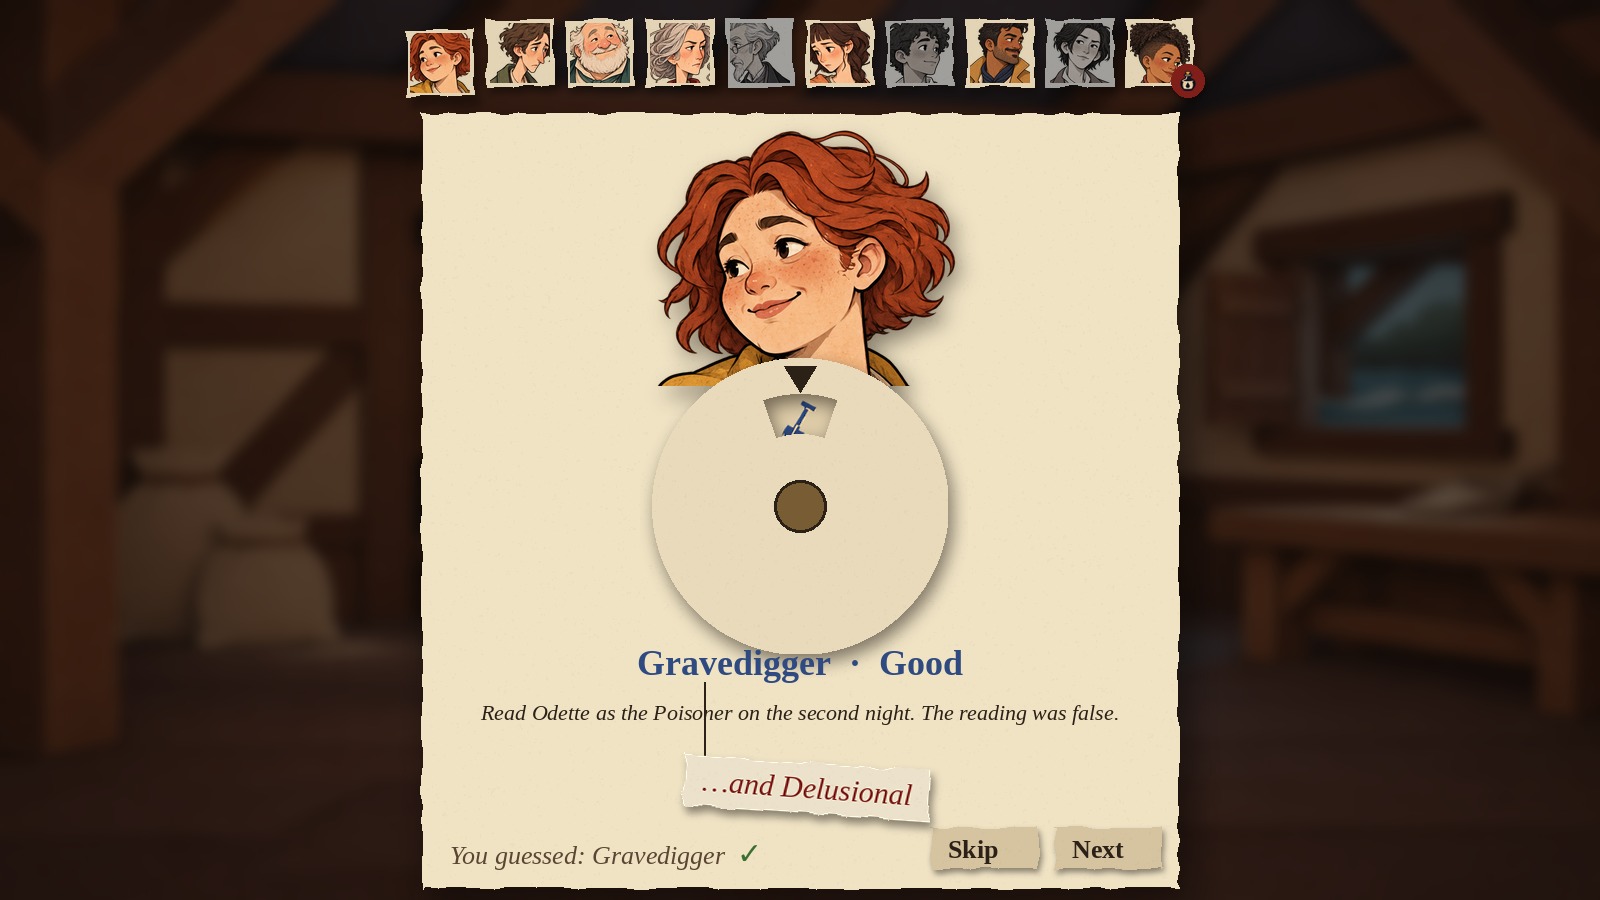 Gravedigger · Good
Read Odette as the Poisoner on the second night. The reading was false.
…and Delusional
You guessed: Gravedigger ✓
Skip
Next